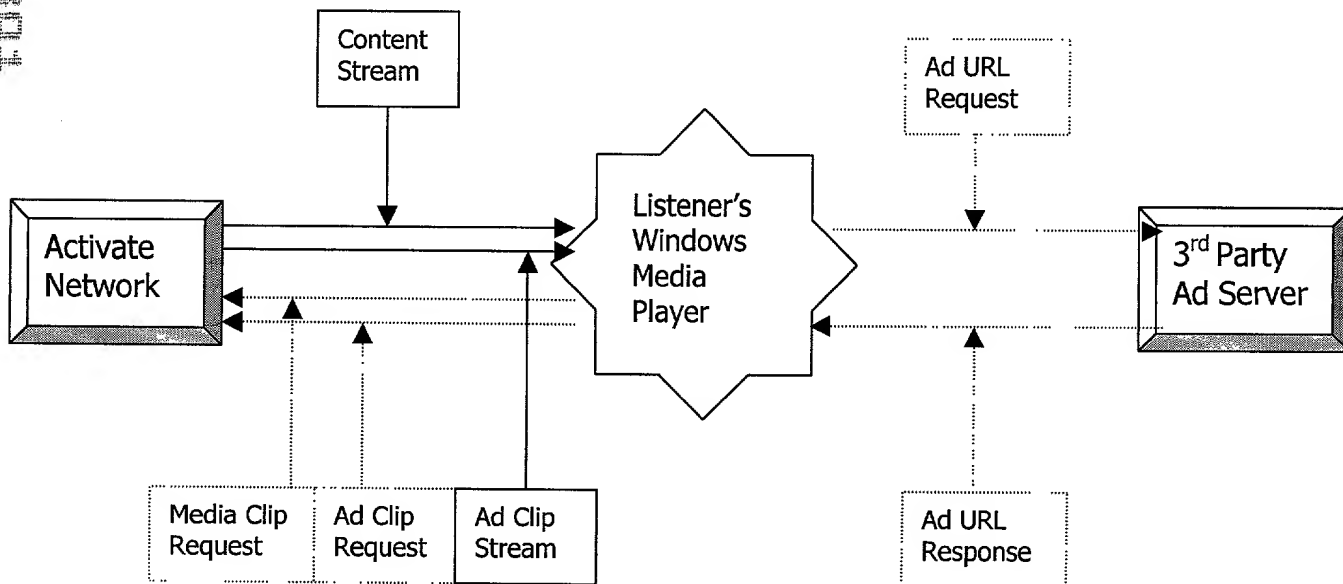 Content
Stream
Ad URL
Request
Activate
Network
Listener's
Windows
Media
Player
3rd Party
Ad Server
Media Clip
Request
Ad Clip
Request
Ad Clip
Stream
Ad URL
Response